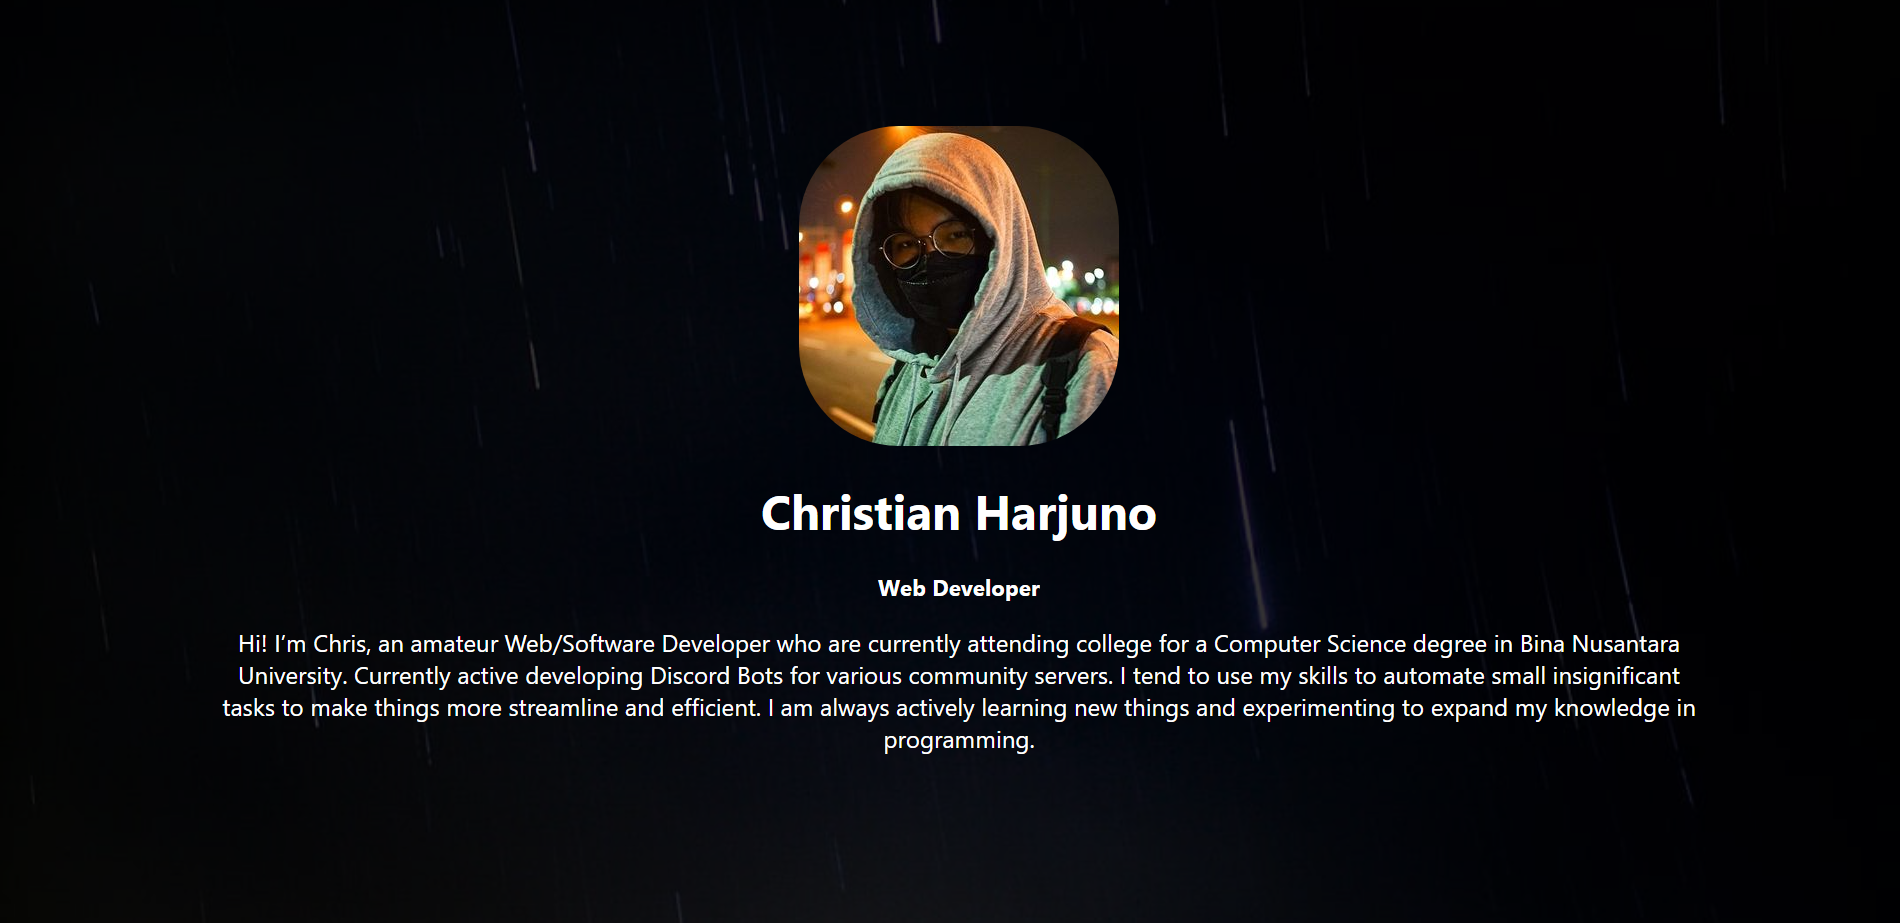 Christian Harjuno
Web Developer
Hi! I’m Chris, an amateur Web/Software Developer who are currently attending college for a Computer Science degree in Bina Nusantara
University. Currently active developing Discord Bots for various community servers. I tend to use my skills to automate small insignificant
tasks to make things more streamline and efficient. I am always actively learning new things and experimenting to expand my knowledge in
programming.